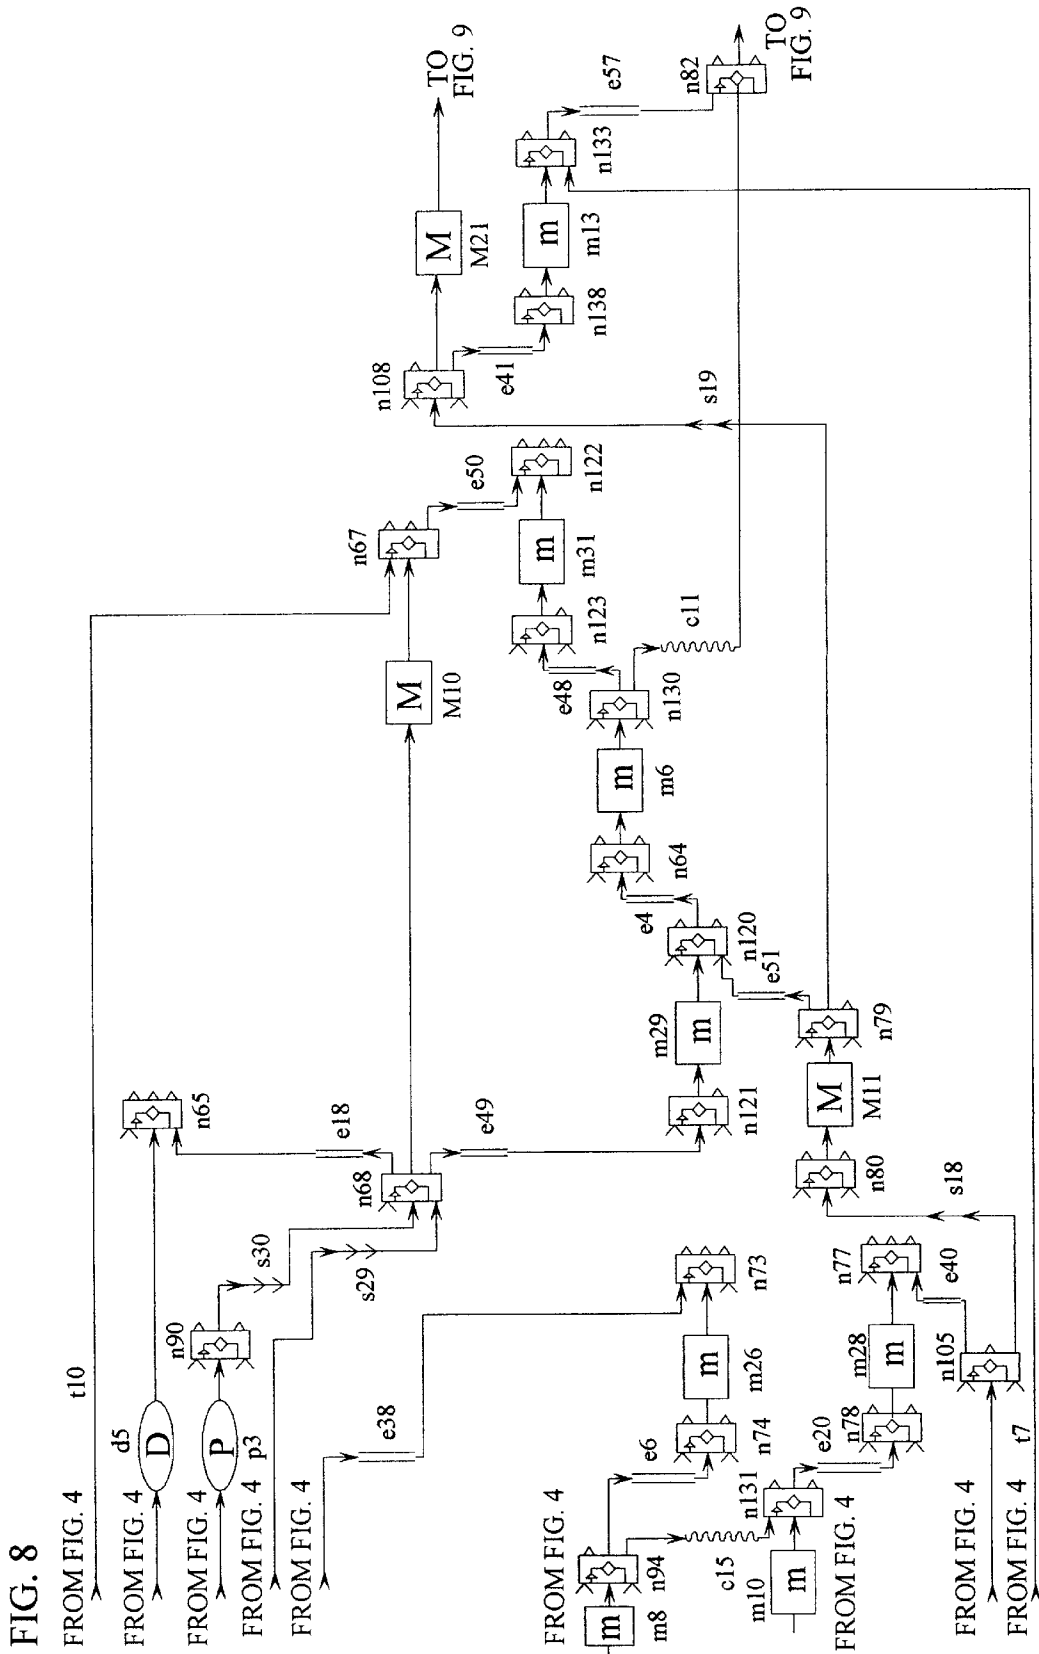 FIG. 8
FROM FIG. 4
t10
FROM FIG. 4
d5
D
n65
FROM FIG. 4
P
p3
n90
s30
FROM FIG. 4
s29
e18
n68
e49
M
M10
n67
e50
TO
FIG. 9
M
M21
n108
e41
FROM FIG. 4
e38
n122
m
m31
n123
e48
n138
m
m13
n133
e57
n130
c11
m
m6
n64
e4
FROM FIG. 4
m
m8
n94
e6
n74
m
m26
n73
n121
m
m29
n120
e51
s19
n82
TO
FIG. 9
c15
m10
m
FROM FIG. 4
n131
e20
n78
m
m28
n77
e40
n105
n80
M
M11
n79
s18
FROM FIG. 4
FROM FIG. 4
t7